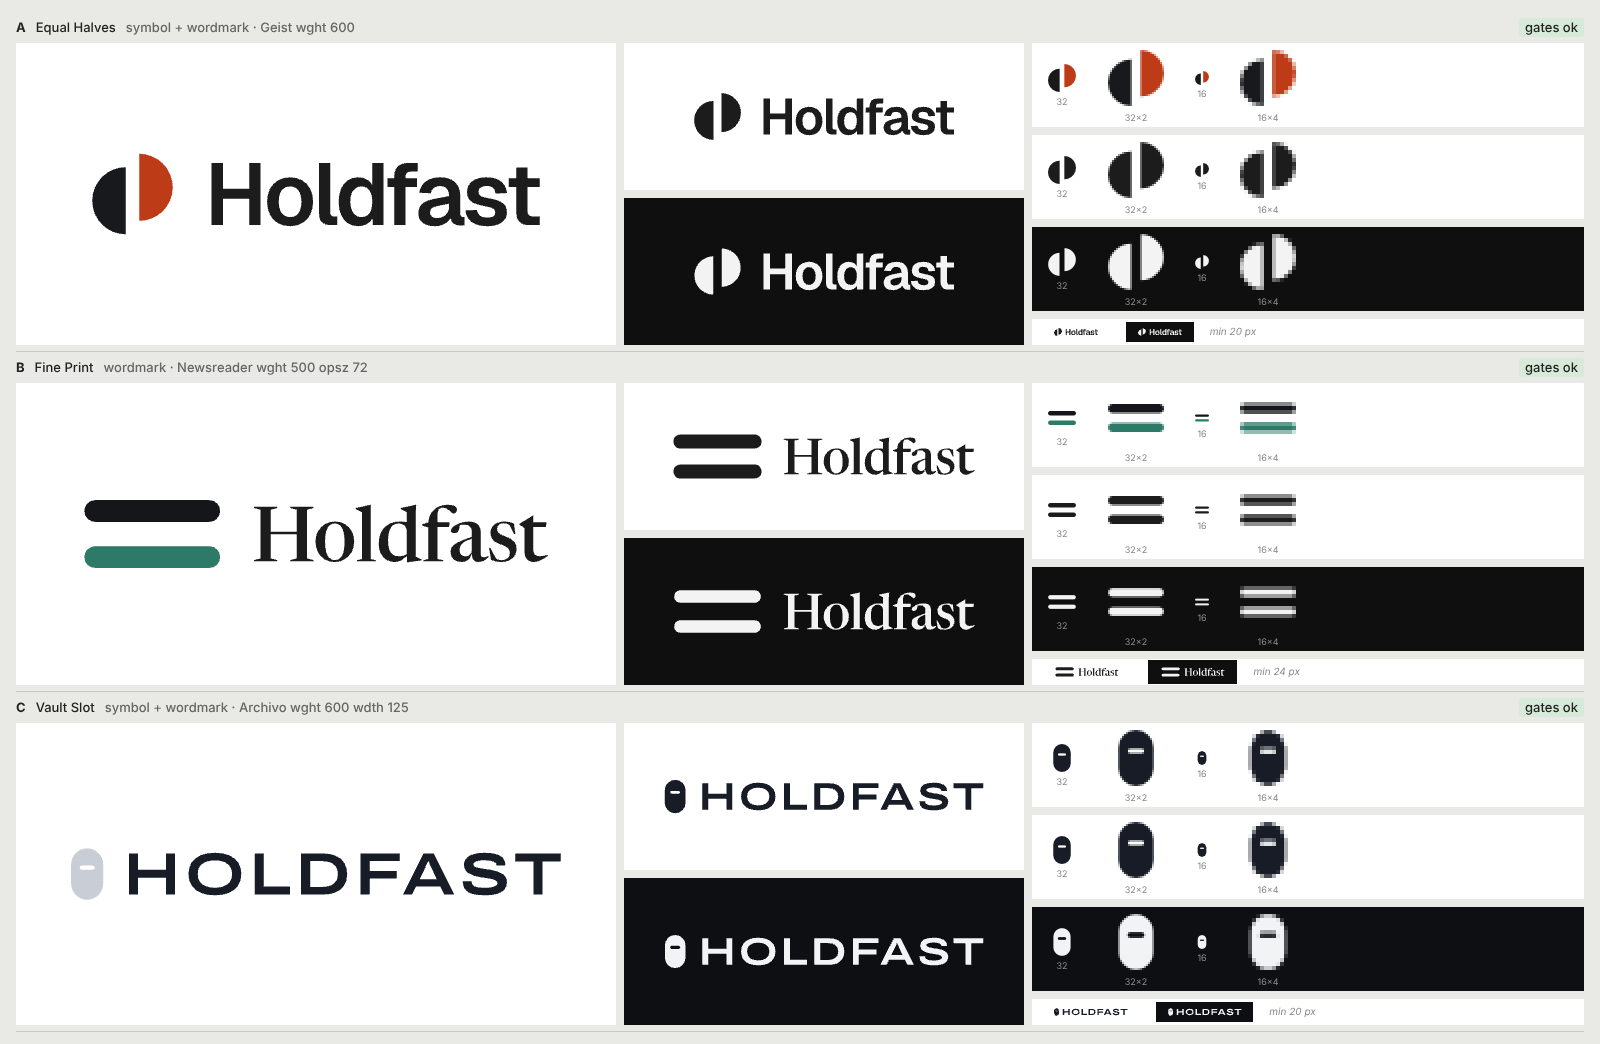 A Equal Halves symbol + wordmark · Geist wght 600 gates ok
Holdfast
Holdfast
Holdfast
32 32×2 16 16×4
32 32×2 16 16×4
32 32×2 16 16×4
Holdfast Holdfast min 20 px
B Fine Print wordmark · Newsreader wght 500 opsz 72 gates ok
Holdfast
Holdfast
Holdfast
32 32×2 16 16×4
32 32×2 16 16×4
32 32×2 16 16×4
Holdfast Holdfast min 24 px
C Vault Slot symbol + wordmark · Archivo wght 600 wdth 125 gates ok
HOLDFAST
HOLDFAST
HOLDFAST
32 32×2 16 16×4
32 32×2 16 16×4
32 32×2 16 16×4
HOLDFAST HOLDFAST min 20 px